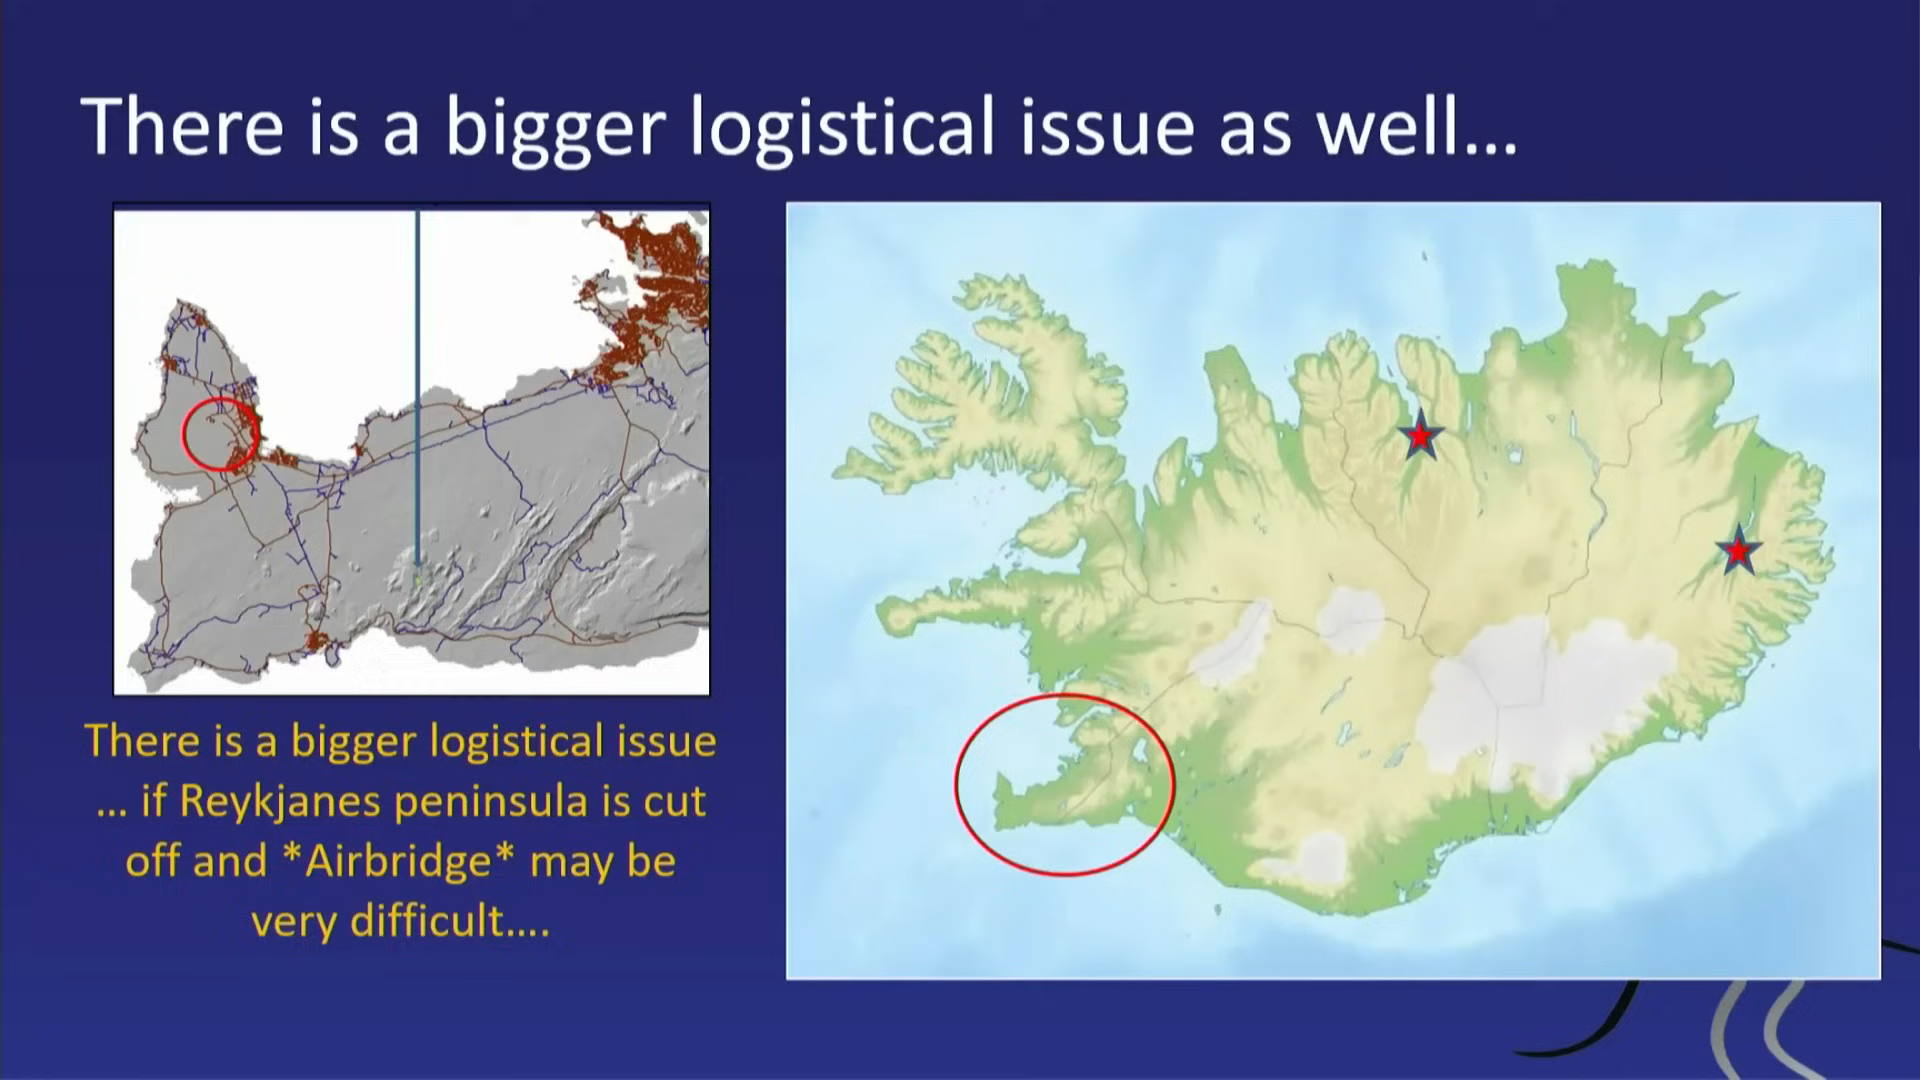 There is a bigger logistical issue as well...
There is a bigger logistical issue
... if Reykjanes peninsula is cut
off and *Airbridge* may be
very difficult....